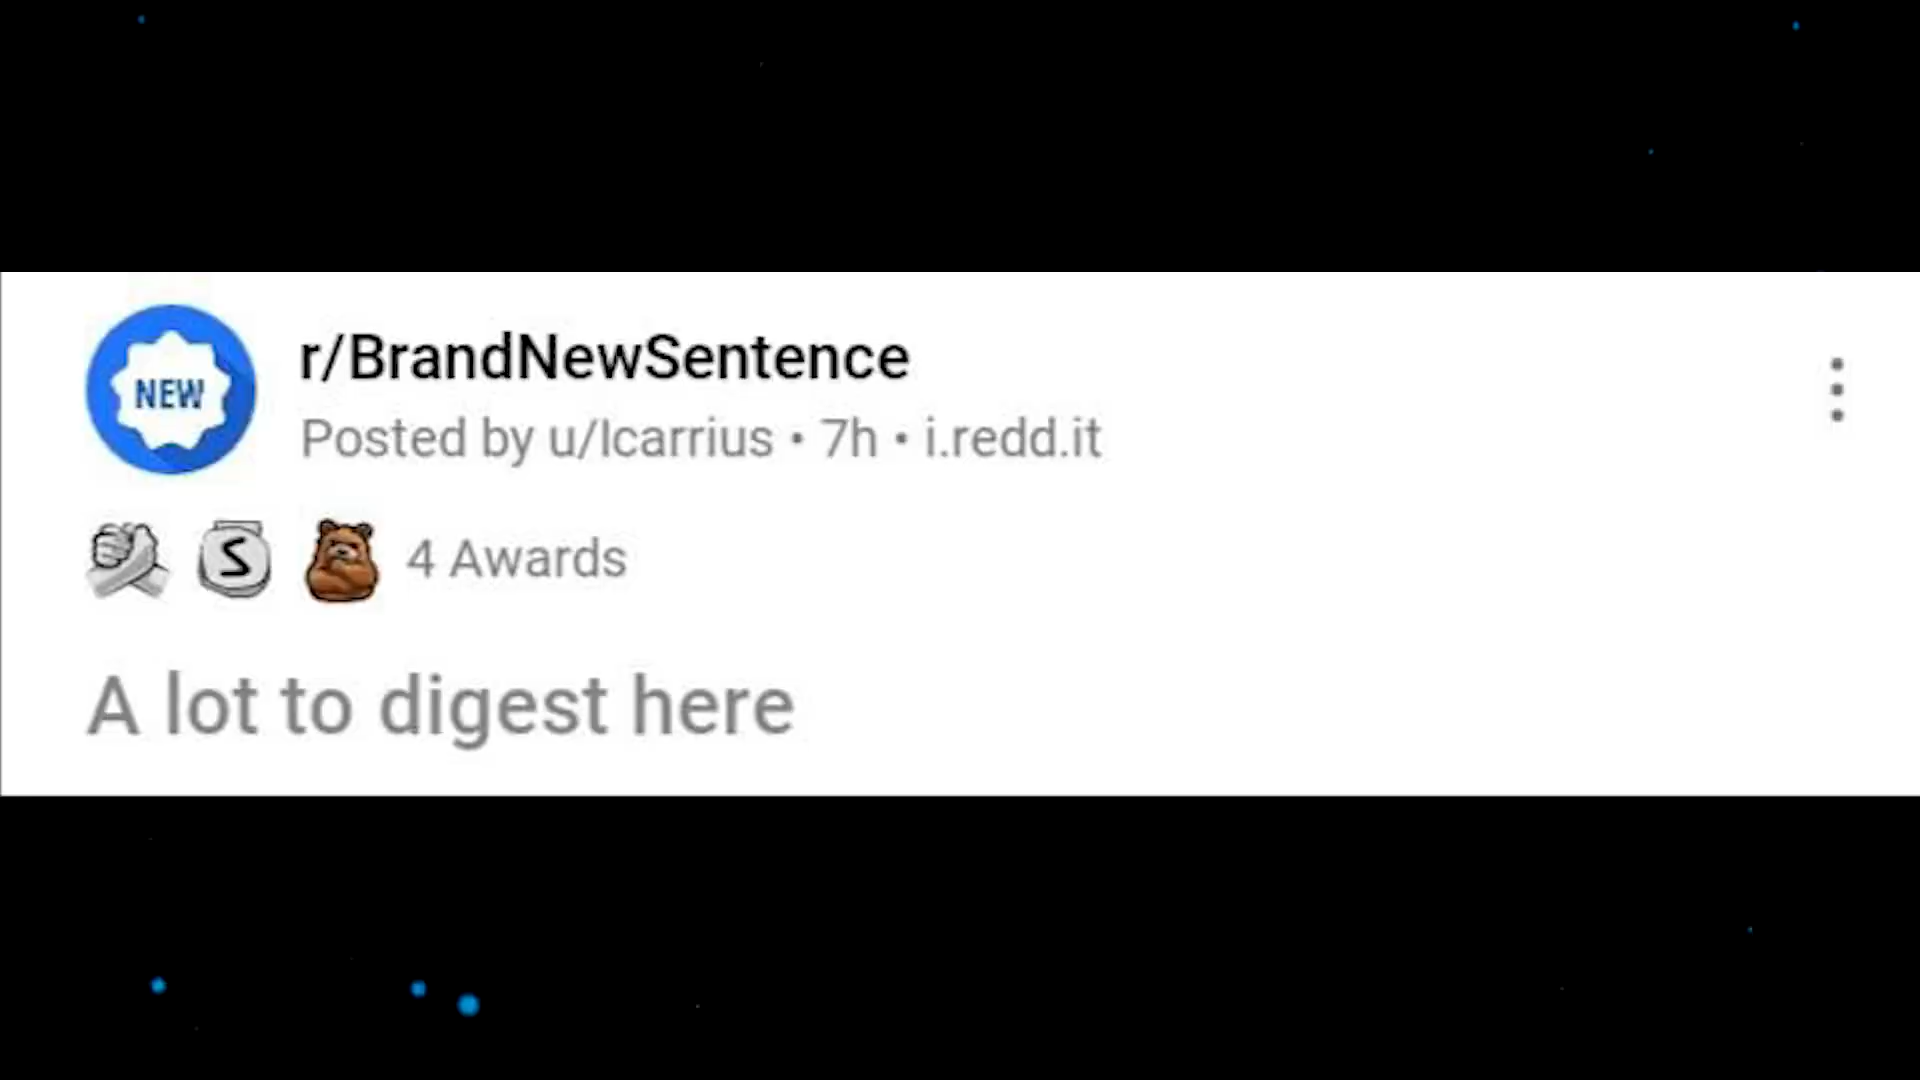 NEW
r/BrandNewSentence
Posted by u/Icarrius • 7h • i.redd.it
S
4 Awards
A lot to digest here